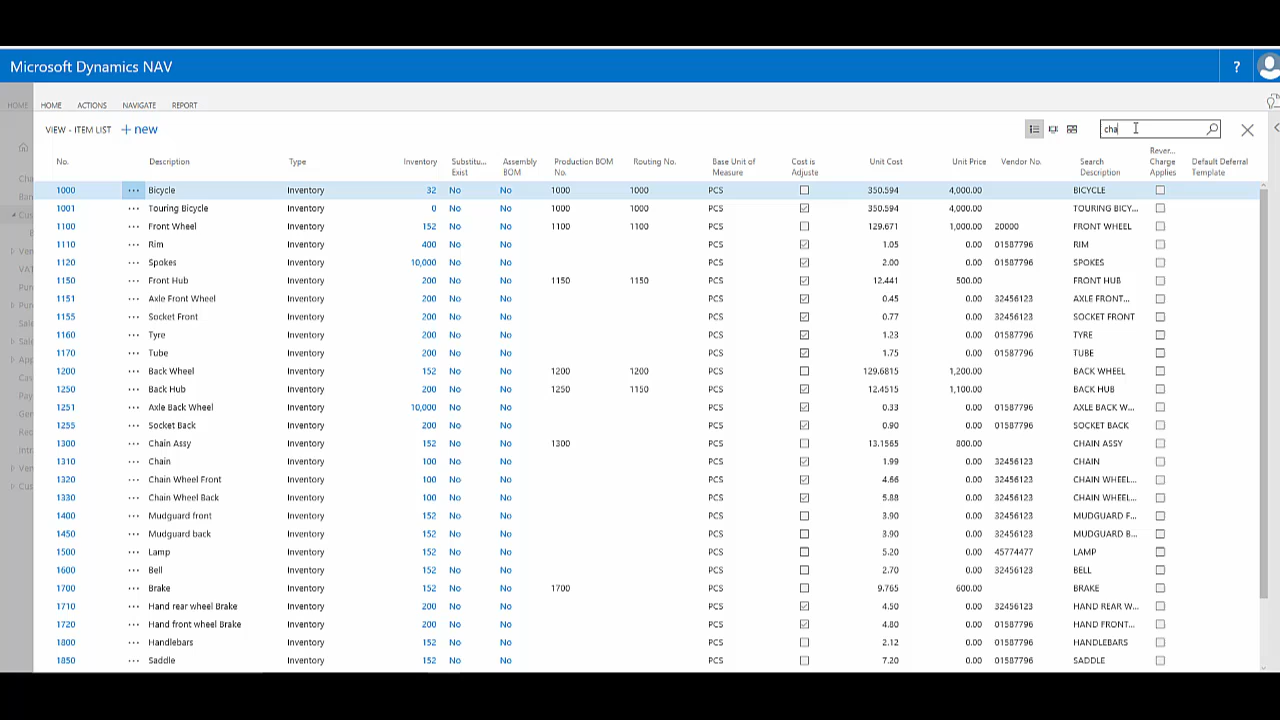 Microsoft Dynamics NAV ?
HOME HOME ACTIONS NAVIGATE REPORT
VIEW - ITEM LIST + new cha
No. Description Type Inventory Substitu... Exist Assembly BOM Production BOM No. Routing No. Base Unit of Measure Cost is Adjuste Unit Cost Unit Price Vendor No. Search Description Rever... Charge Applies Default Deferral Template
1000 ... Bicycle Inventory 32 No No 1000 1000 PCS 350.594 4,000.00 BICYCLE
1001 ... Touring Bicycle Inventory 0 No No 1000 1000 PCS 350.594 4,000.00 TOURING BICY...
1100 ... Front Wheel Inventory 152 No No 1100 1100 PCS 129.671 1,000.00 20000 FRONT WHEEL
1110 ... Rim Inventory 400 No No PCS 1.05 0.00 01587796 RIM
1120 ... Spokes Inventory 10,000 No No PCS 2.00 0.00 01587796 SPOKES
1150 ... Front Hub Inventory 200 No No 1150 1150 PCS 12.441 500.00 FRONT HUB
1151 ... Axle Front Wheel Inventory 200 No No PCS 0.45 0.00 32456123 AXLE FRONT...
1155 ... Socket Front Inventory 200 No No PCS 0.77 0.00 32456123 SOCKET FRONT
1160 ... Tyre Inventory 200 No No PCS 1.23 0.00 01587796 TYRE
1170 ... Tube Inventory 200 No No PCS 1.75 0.00 01587796 TUBE
1200 ... Back Wheel Inventory 152 No No 1200 1200 PCS 129.6815 1,200.00 BACK WHEEL
1250 ... Back Hub Inventory 200 No No 1250 1150 PCS 12.4515 1,100.00 BACK HUB
1251 ... Axle Back Wheel Inventory 10,000 No No PCS 0.33 0.00 01587796 AXLE BACK W...
1255 ... Socket Back Inventory 200 No No PCS 0.90 0.00 01587796 SOCKET BACK
1300 ... Chain Assy Inventory 152 No No 1300 PCS 13.1565 800.00 CHAIN ASSY
1310 ... Chain Inventory 100 No No PCS 1.99 0.00 32456123 CHAIN
1320 ... Chain Wheel Front Inventory 100 No No PCS 4.66 0.00 32456123 CHAIN WHEEL...
1330 ... Chain Wheel Back Inventory 100 No No PCS 5.88 0.00 32456123 CHAIN WHEEL...
1400 ... Mudguard front Inventory 152 No No PCS 3.90 0.00 32456123 MUDGUARD F...
1450 ... Mudguard back Inventory 152 No No PCS 3.90 0.00 32456123 MUDGUARD B...
1500 ... Lamp Inventory 152 No No PCS 5.20 0.00 45774477 LAMP
1600 ... Bell Inventory 152 No No PCS 2.70 0.00 32456123 BELL
1700 ... Brake Inventory 152 No No 1700 PCS 9.765 600.00 BRAKE
1710 ... Hand rear wheel Brake Inventory 200 No No PCS 4.50 0.00 32456123 HAND REAR W...
1720 ... Hand front wheel Brake Inventory 200 No No PCS 4.80 0.00 01587796 HAND FRONT...
1800 ... Handlebars Inventory 152 No No PCS 2.12 0.00 01587796 HANDLEBARS
1850 ... Saddle Inventory 152 No No PCS 7.20 0.00 01587796 SADDLE